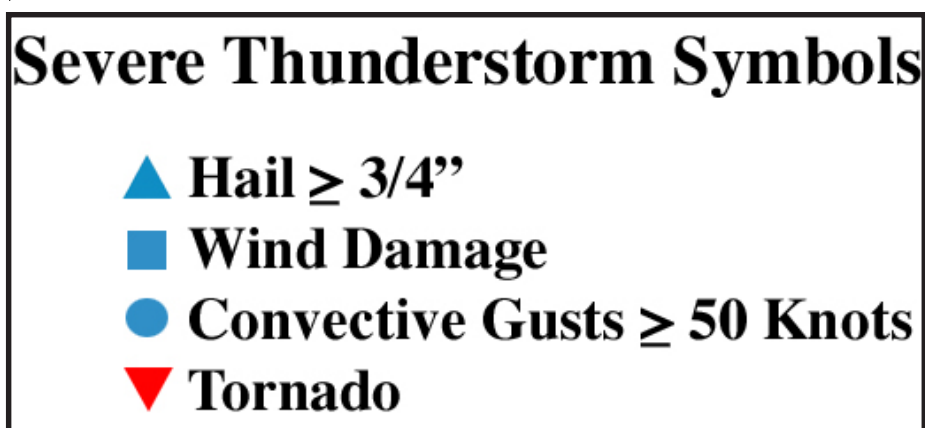 Severe Thunderstorm Symbols
Hail ≥ 3/4”
Wind Damage
Convective Gusts ≥ 50 Knots
Tornado